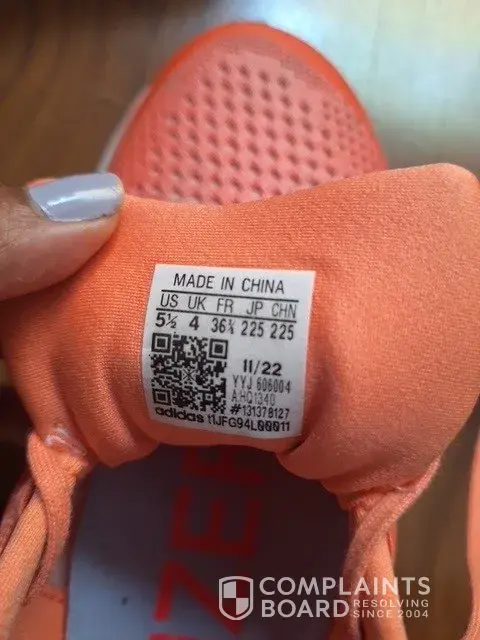 MADE IN CHINA
US UK FR JP CHN
5½ 4 36⅔ 225 225
11/22
YYJ 606004
AHQ1340
#131378127
adidas 11JFG94L00011
COMPLAINTS
BOARD RESOLVING
SINCE 2004